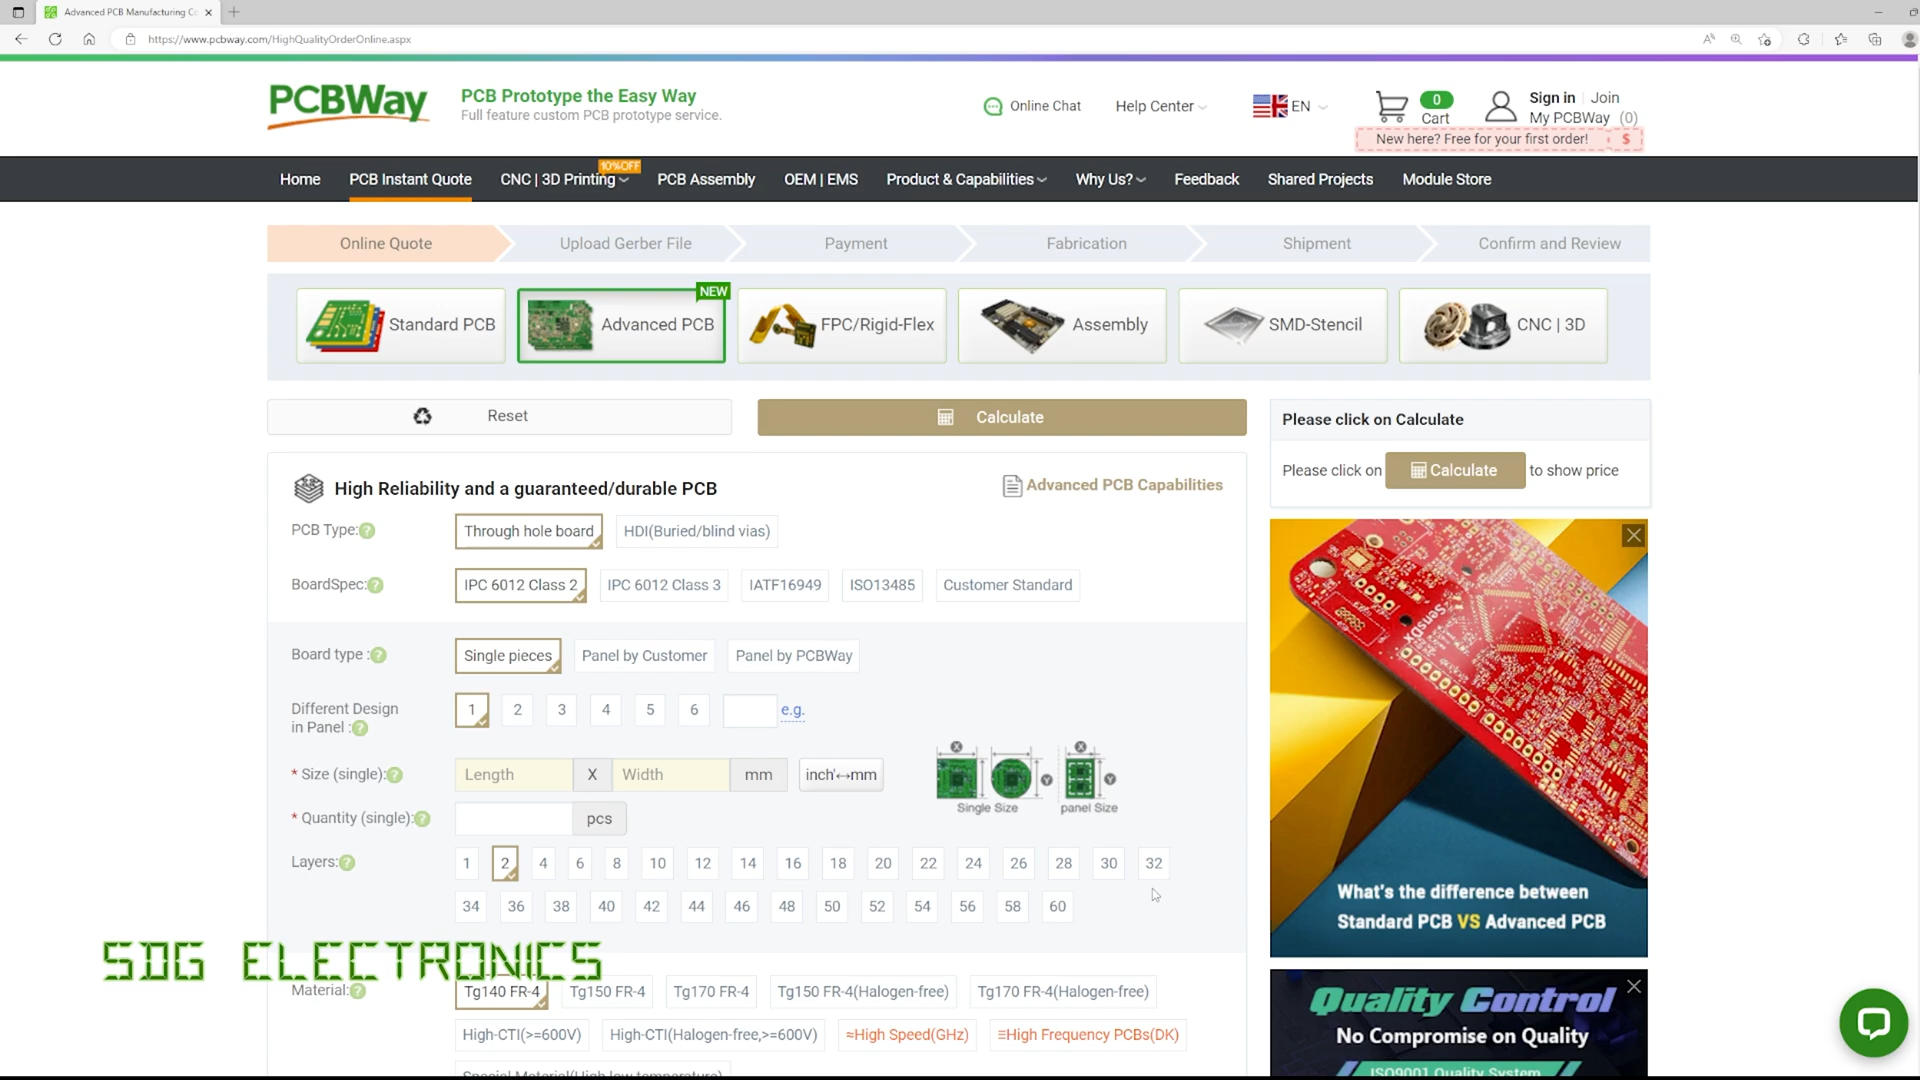 Advanced PCB Manufacturing Co
https://www.pcbway.com/HighQualityOrderOnline.aspx
PCBWay
PCB Prototype the Easy Way
Full feature custom PCB prototype service.
Online Chat
Help Center
EN
0
Cart
Sign in
Join
My PCBWay (0)
New here? Free for your first order!
$
10%OFF
Home
PCB Instant Quote
CNC | 3D Printing
PCB Assembly
OEM | EMS
Product & Capabilities
Why Us?
Feedback
Shared Projects
Module Store
Online Quote
Upload Gerber File
Payment
Fabrication
Shipment
Confirm and Review
NEW
Standard PCB
Advanced PCB
FPC/Rigid-Flex
Assembly
SMD-Stencil
CNC | 3D
Reset
Calculate
Please click on Calculate
Please click on Calculate to show price
High Reliability and a guaranteed/durable PCB
Advanced PCB Capabilities
PCB Type:?
Through hole board
HDI(Buried/blind vias)
BoardSpec:?
IPC 6012 Class 2
IPC 6012 Class 3
IATF16949
ISO13485
Customer Standard
Board type :?
Single pieces
Panel by Customer
Panel by PCBWay
Different Design
in Panel :?
1 2 3 4 5 6 e.g.
* Size (single):?
Length X Width mm inch↔mm
X X
Y Y
Single Size
panel Size
* Quantity (single):?
pcs
Layers:?
1 2 4 6 8 10 12 14 16 18 20 22 24 26 28 30 32
34 36 38 40 42 44 46 48 50 52 54 56 58 60
SDG ELECTRONICS
Material:?
Tg140 FR-4
Tg150 FR-4
Tg170 FR-4
Tg150 FR-4(Halogen-free)
Tg170 FR-4(Halogen-free)
High-CTI(>=600V)
High-CTI(Halogen-free,>=600V)
≈High Speed(GHz)
≡High Frequency PCBs(DK)
Special Material(High low temperature)
SensDX
What's the difference between
Standard PCB VS Advanced PCB
Quality Control
No Compromise on Quality
ISO9001 Quality System